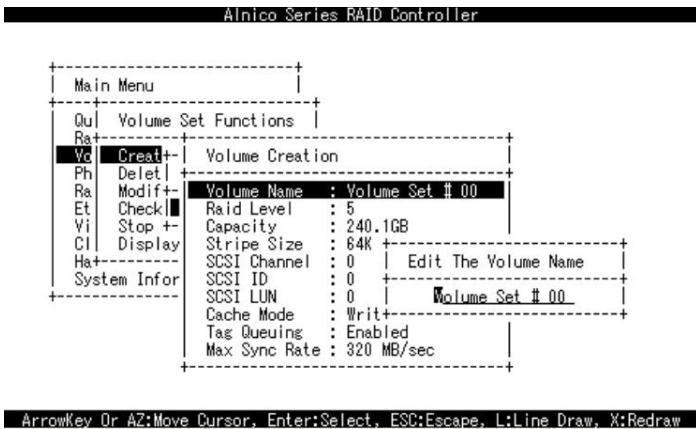 Alnico Series RAID Controller
Main Menu
Qu
Volume Set Functions
Ra
Vo
Creat
Volume Creation
Ph
Delet
Ra
Modif
Volume Name : Volume Set # 00
Et
Check
Raid Level : 5
Vi
Stop
Capacity : 240.1GB
Cl
Display
Stripe Size : 64K
Ha
SCSI Channel : 0
Edit The Volume Name
System Infor
SCSI ID : 0
SCSI LUN : 0
Volume Set # 00
Cache Mode : Writ
Tag Queuing : Enabled
Max Sync Rate : 320 MB/sec
ArrowKey Or AZ:Move Cursor, Enter:Select, ESC:Escape, L:Line Draw, X:Redraw